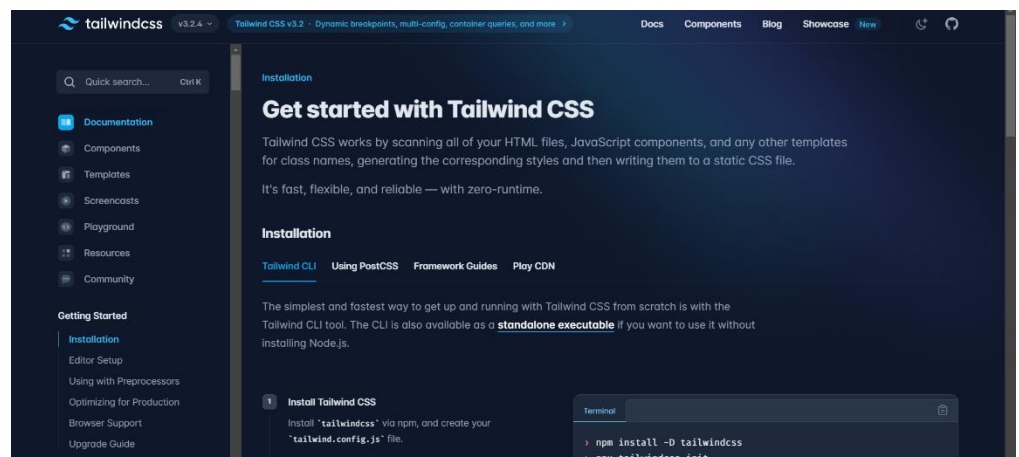 tailwindcss v3.2.4 Tailwind CSS v3.2 · Dynamic breakpoints, multi-config, container queries, and more Docs Components Blog Showcase New
Quick search... Ctrl K
Documentation
Components
Templates
Screencasts
Playground
Resources
Community
Getting Started
Installation
Editor Setup
Using with Preprocessors
Optimizing for Production
Browser Support
Upgrade Guide
Installation
Get started with Tailwind CSS
Tailwind CSS works by scanning all of your HTML files, JavaScript components, and any other templates
for class names, generating the corresponding styles and then writing them to a static CSS file.
It's fast, flexible, and reliable — with zero-runtime.
Installation
Tailwind CLI Using PostCSS Framework Guides Play CDN
The simplest and fastest way to get up and running with Tailwind CSS from scratch is with the
Tailwind CLI tool. The CLI is also available as a standalone executable if you want to use it without
installing Node.js.
1 Install Tailwind CSS
Install `tailwindcss` via npm, and create your
`tailwind.config.js` file.
Terminal
› npm install -D tailwindcss
› npx tailwindcss init